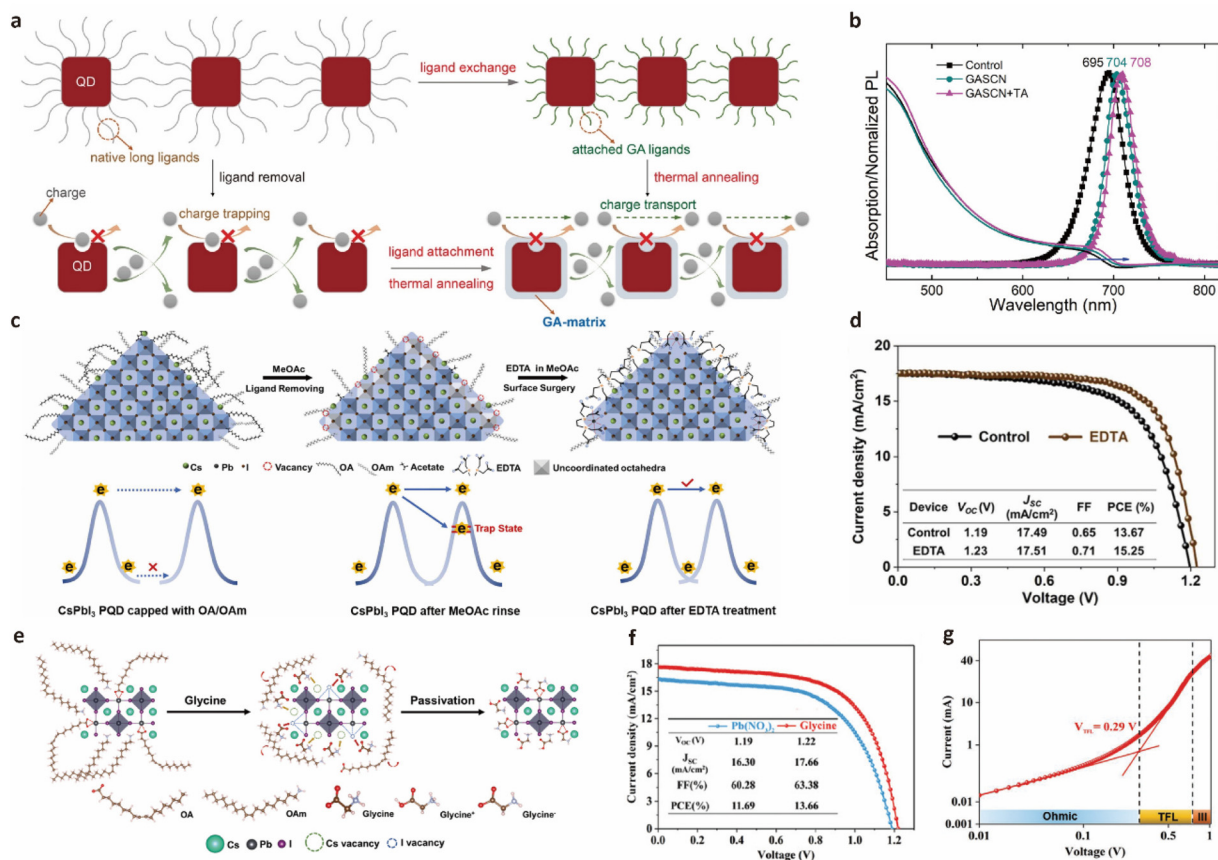 a
QD
ligand exchange
native long ligands
attached GA ligands
ligand removal
thermal annealing
charge
charge trapping
charge transport
QD
ligand attachment
thermal annealing
GA-matrix
b
Control
GASCN
GASCN+TA
695 704 708
Absorption/Nomalized PL
500 600 700 800
Wavelength (nm)
c
MeOAc
Ligand Removing
EDTA in MeOAc
Surface Surgery
Cs Pb I Vacancy OA OAm Acetate EDTA Uncoordinated octahedra
e e e e e e
Trap State
e e e e e e
CsPbI3 PQD capped with OA/OAm
CsPbI3 PQD after MeOAc rinse
CsPbI3 PQD after EDTA treatment
d
20
15
10
5
0
Current density (mA/cm²)
Control EDTA
Device VOC (V) JSC (mA/cm²) FF PCE (%)
Control 1.19 17.49 0.65 13.67
EDTA 1.23 17.51 0.71 15.25
0.0 0.3 0.6 0.9 1.2
Voltage (V)
e
Glycine
Passivation
OA
OAm
Glycine
Glycine⁺
Glycine⁻
Cs Pb I Cs vacancy I vacancy
f
18
15
12
9
6
3
0
Current density (mA/cm²)
Pb(NO3)2 Glycine
VOC (V) 1.19 1.22
JSC (mA/cm²) 16.30 17.66
FF(%) 60.28 63.38
PCE(%) 11.69 13.66
0.0 0.2 0.4 0.6 0.8 1.0 1.2
Voltage (V)
g
40
10
1
0.01
0.001
Current (mA)
VTFL= 0.29 V
Ohmic TFL III
0.01 0.1 0.5 1
Voltage (V)